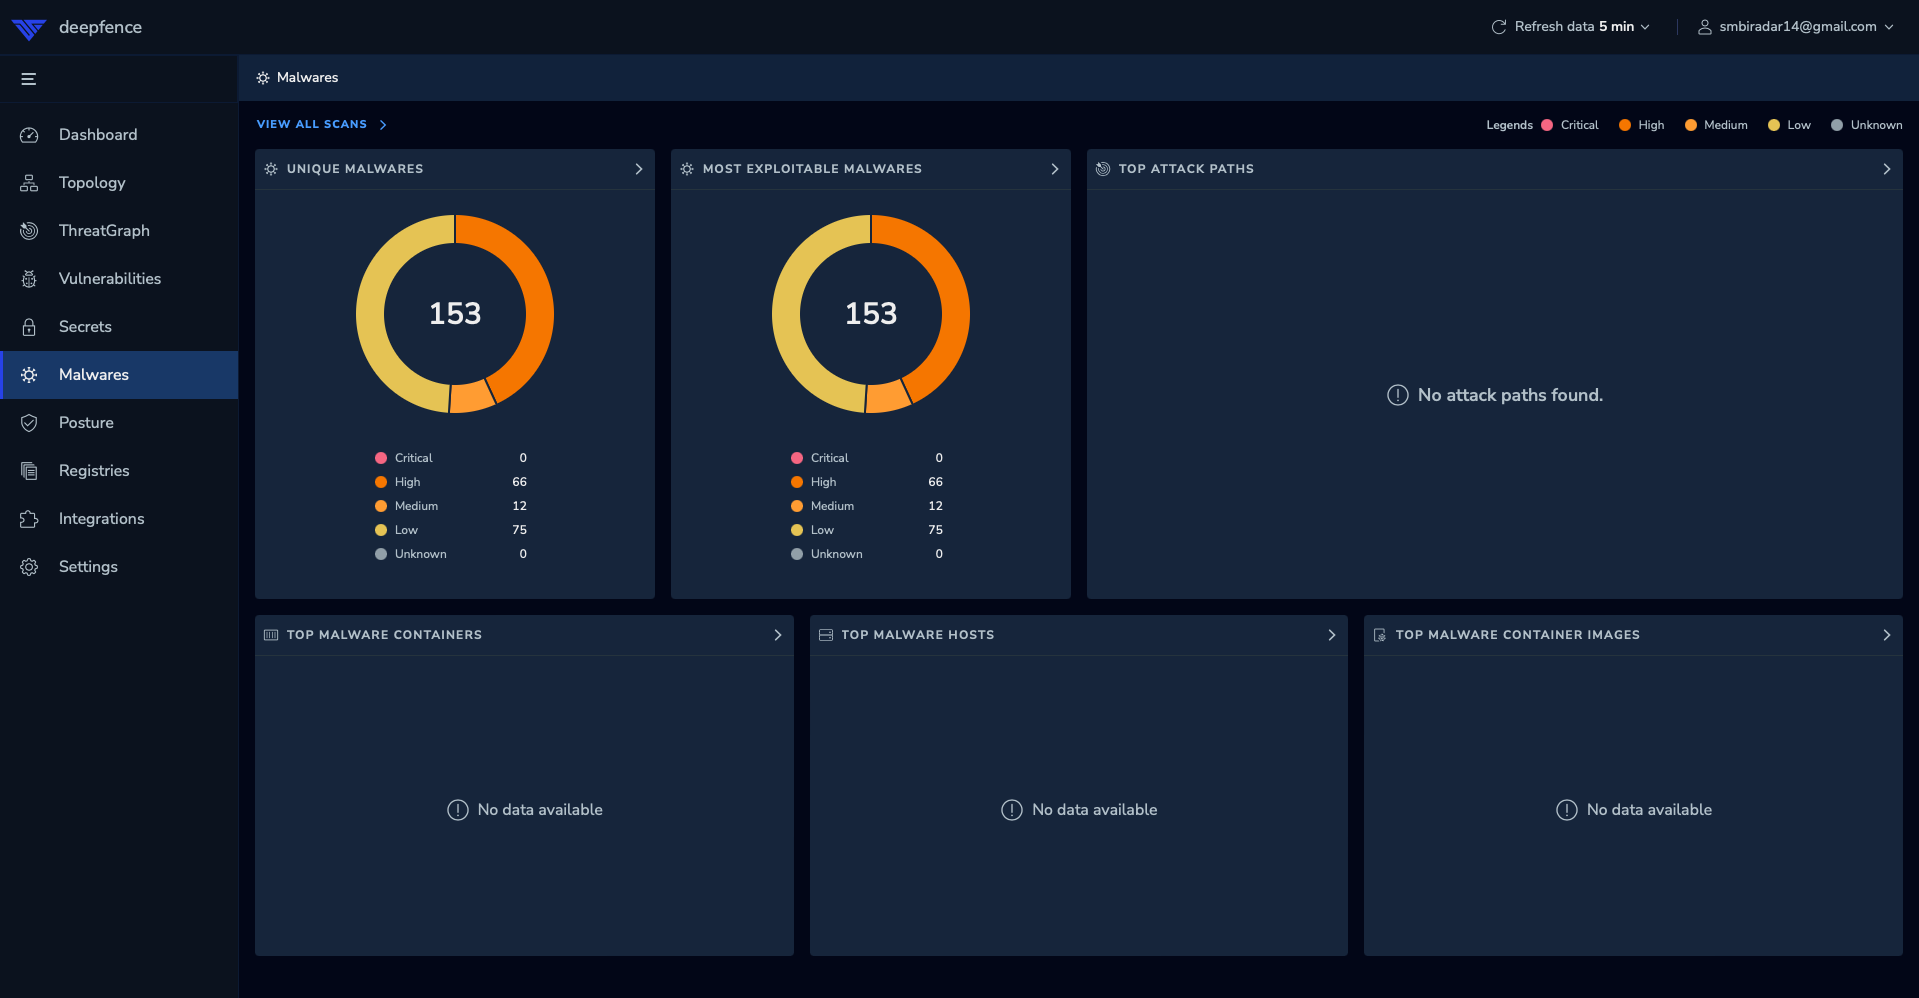 deepfence
Refresh data 5 min
smbiradar14@gmail.com
Dashboard
Topology
ThreatGraph
Vulnerabilities
Secrets
Malwares
Posture
Registries
Integrations
Settings
Malwares
VIEW ALL SCANS
Legends Critical High Medium Low Unknown
UNIQUE MALWARES
153
Critical 0
High 66
Medium 12
Low 75
Unknown 0
MOST EXPLOITABLE MALWARES
153
Critical 0
High 66
Medium 12
Low 75
Unknown 0
TOP ATTACK PATHS
No attack paths found.
TOP MALWARE CONTAINERS
No data available
TOP MALWARE HOSTS
No data available
TOP MALWARE CONTAINER IMAGES
No data available